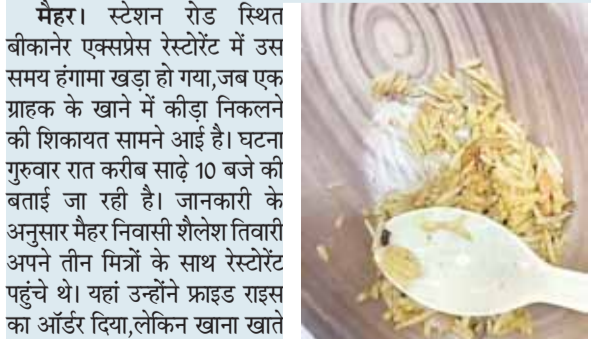 मैहर। स्टेशन रोड स्थित
बीकानेर एक्सप्रेस रेस्टोरेंट में उस
समय हंगामा खड़ा हो गया,जब एक
ग्राहक के खाने में कीड़ा निकलने
की शिकायत सामने आई है। घटना
गुरुवार रात करीब साढ़े 10 बजे की
बताई जा रही है। जानकारी के
अनुसार मैहर निवासी शैलेश तिवारी
अपने तीन मित्रों के साथ रेस्टोरेंट
पहुंचे थे। यहां उन्होंने फ्राइड राइस
का ऑर्डर दिया,लेकिन खाना खाते